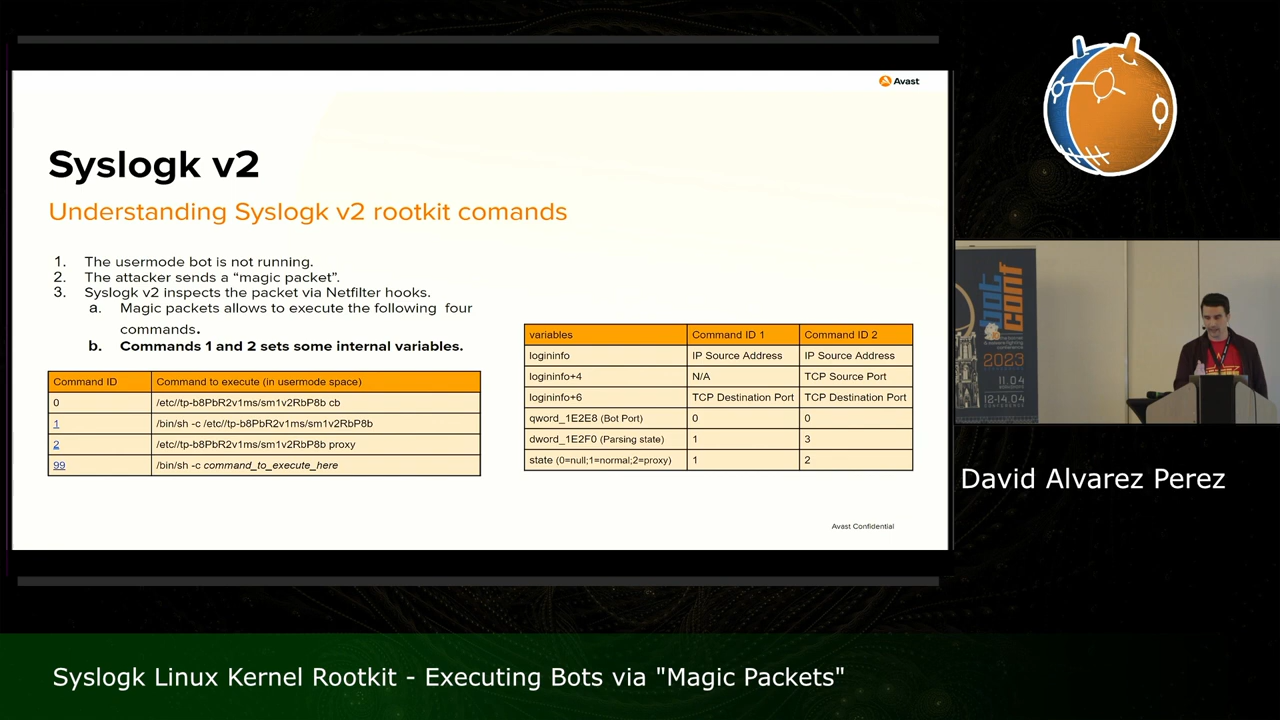 Avast
Syslogk v2
Understanding Syslogk v2 rootkit comands
1. The usermode bot is not running.
2. The attacker sends a “magic packet”.
3. Syslogk v2 inspects the packet via Netfilter hooks.
a. Magic packets allows to execute the following four
commands.
b. Commands 1 and 2 sets some internal variables.
Command ID Command to execute (in usermode space)
0 /etc//tp-b8PbR2v1ms/sm1v2RbP8b cb
1 /bin/sh -c /etc//tp-b8PbR2v1ms/sm1v2RbP8b
2 /etc//tp-b8PbR2v1ms/sm1v2RbP8b proxy
99 /bin/sh -c command_to_execute_here
variables Command ID 1 Command ID 2
logininfo IP Source Address IP Source Address
logininfo+4 N/A TCP Source Port
logininfo+6 TCP Destination Port TCP Destination Port
qword_1E2E8 (Bot Port) 0 0
dword_1E2F0 (Parsing state) 1 3
state (0=null;1=normal;2=proxy) 1 2
Avast Confidential
bot
conf
2023
11.04
12-14.04
David Alvarez Perez
Syslogk Linux Kernel Rootkit - Executing Bots via "Magic Packets"